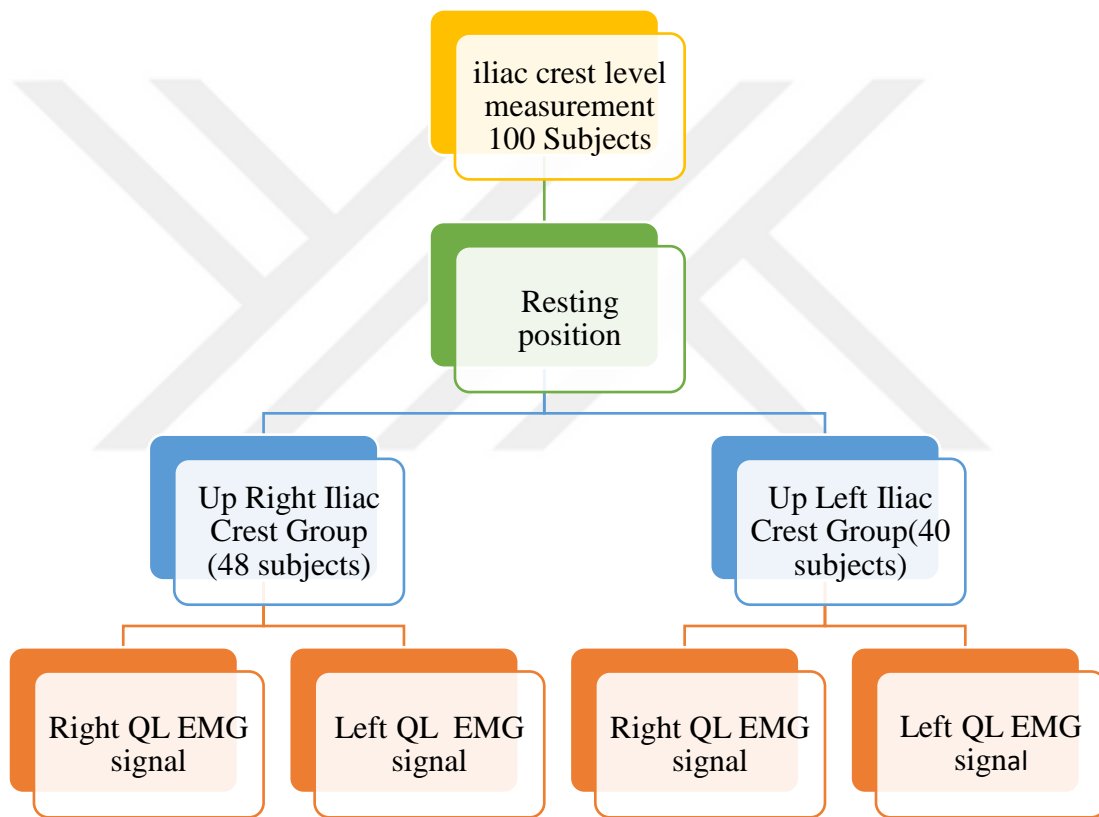 iliac crest level
measurement
100 Subjects
Resting
position
Up Right Iliac
Crest Group
(48 subjects)
Up Left Iliac
Crest Group(40
subjects)
Right QL EMG
signal
Left QL EMG
signal
Right QL EMG
signal
Left QL EMG
signal